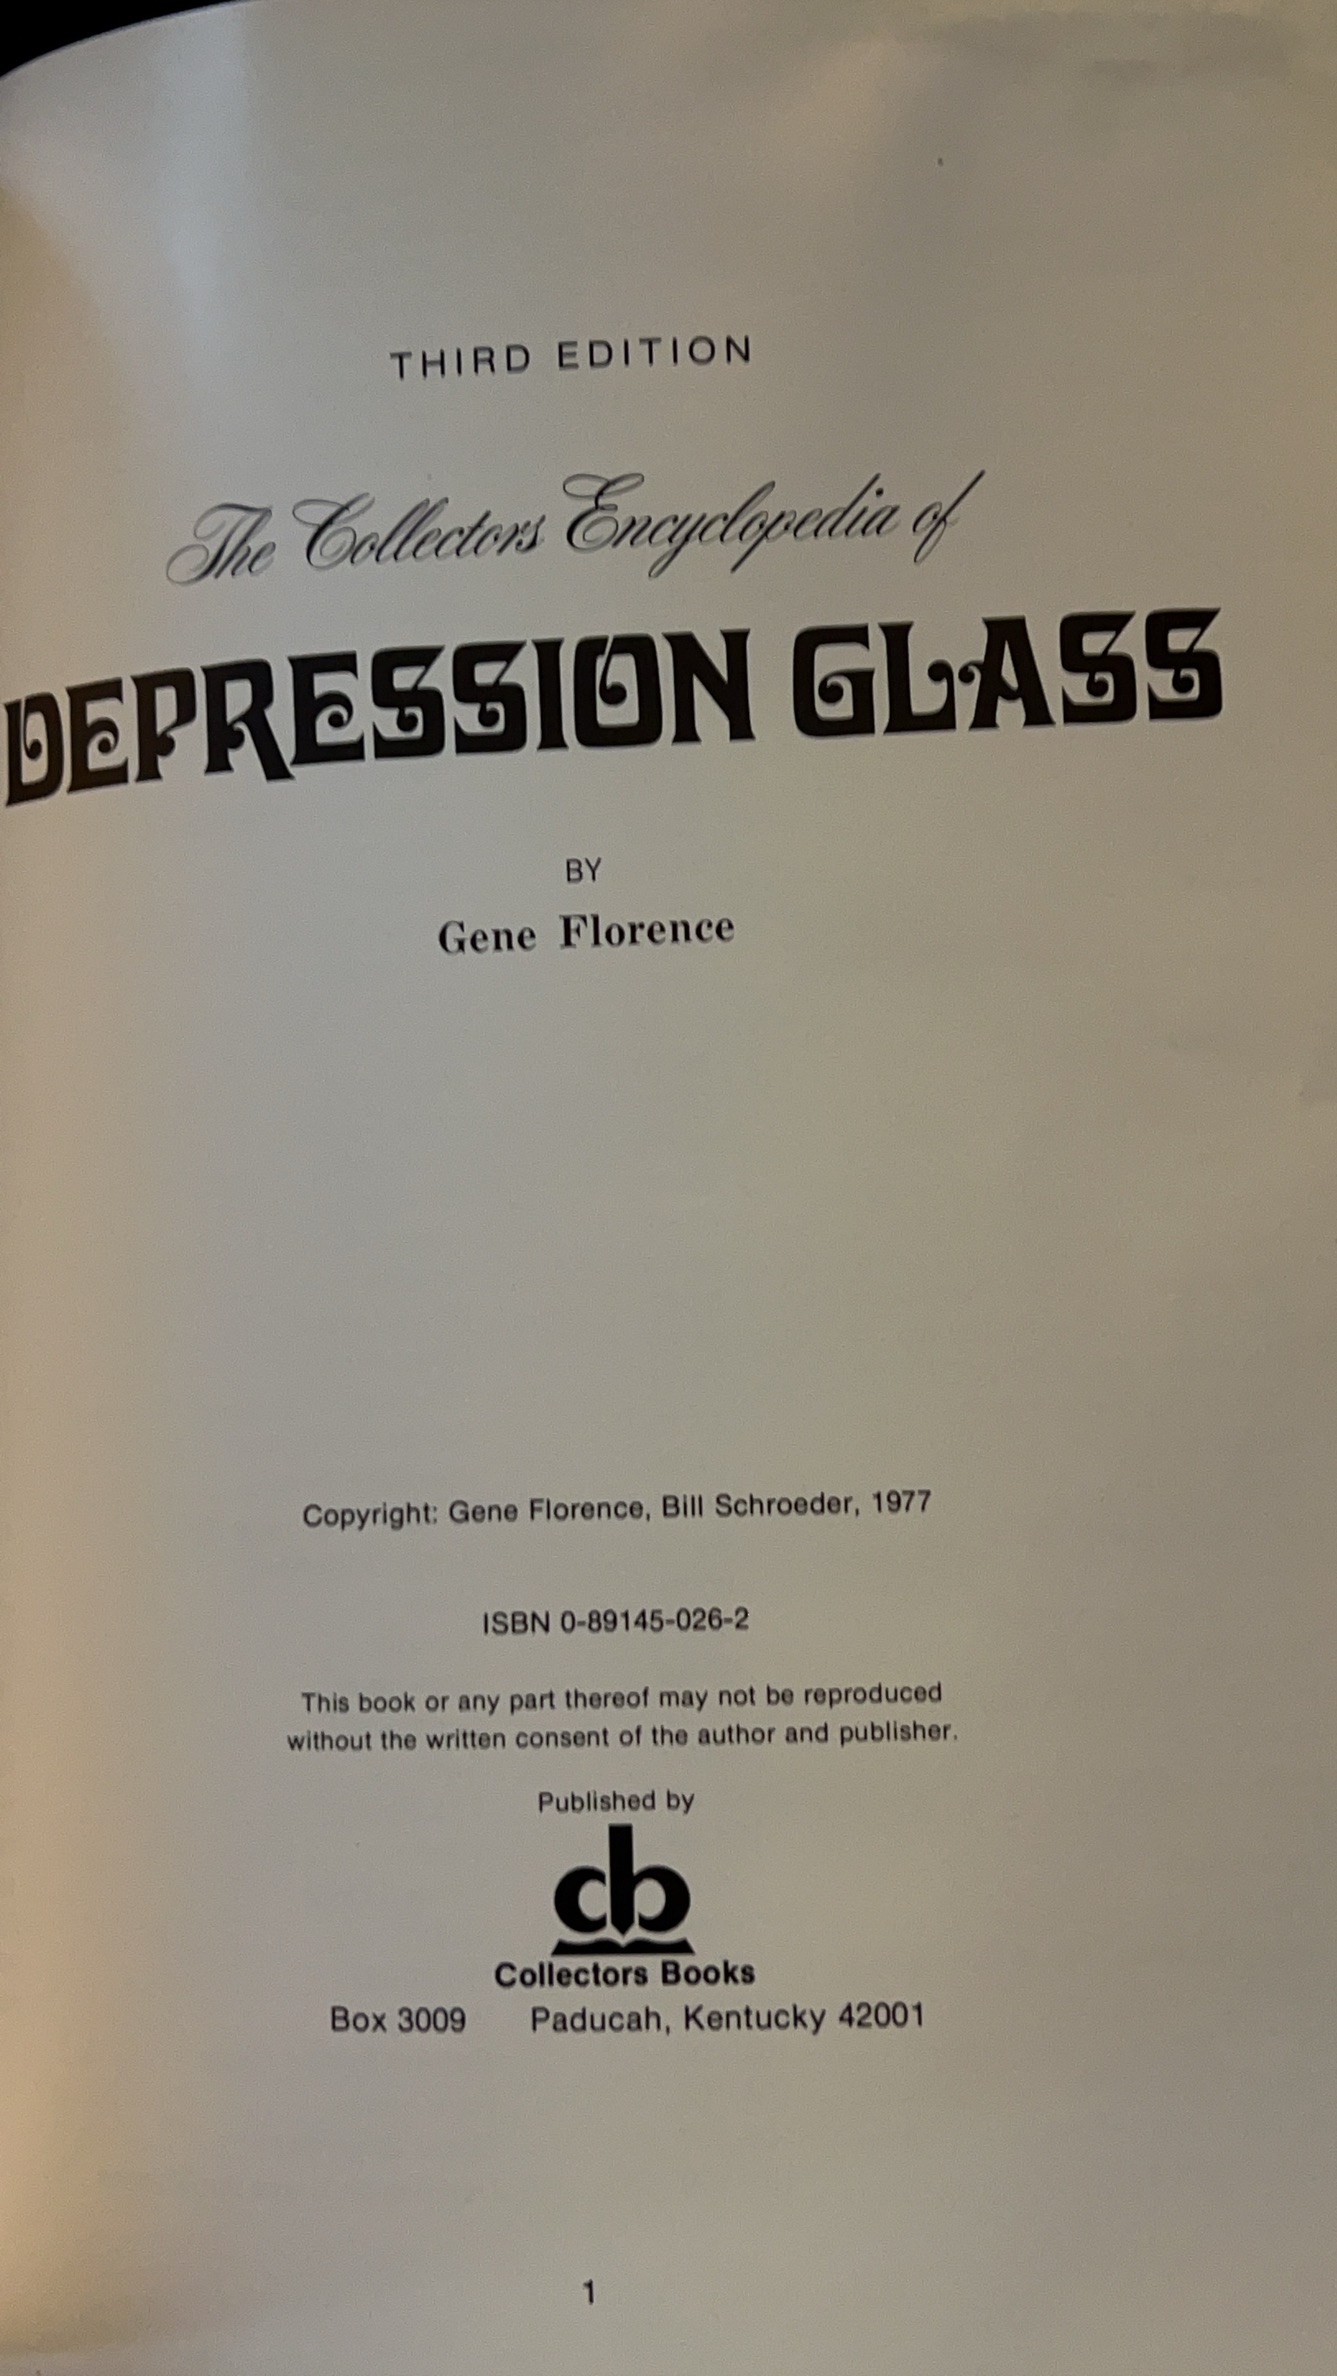 THIRD EDITION
The Collectors Encyclopedia of
DEPRESSION GLASS
BY
Gene Florence
Copyright: Gene Florence, Bill Schroeder, 1977
ISBN 0-89145-026-2
This book or any part thereof may not be reproduced
without the written consent of the author and publisher.
Published by
cb
Collectors Books
Box 3009 Paducah, Kentucky 42001
1